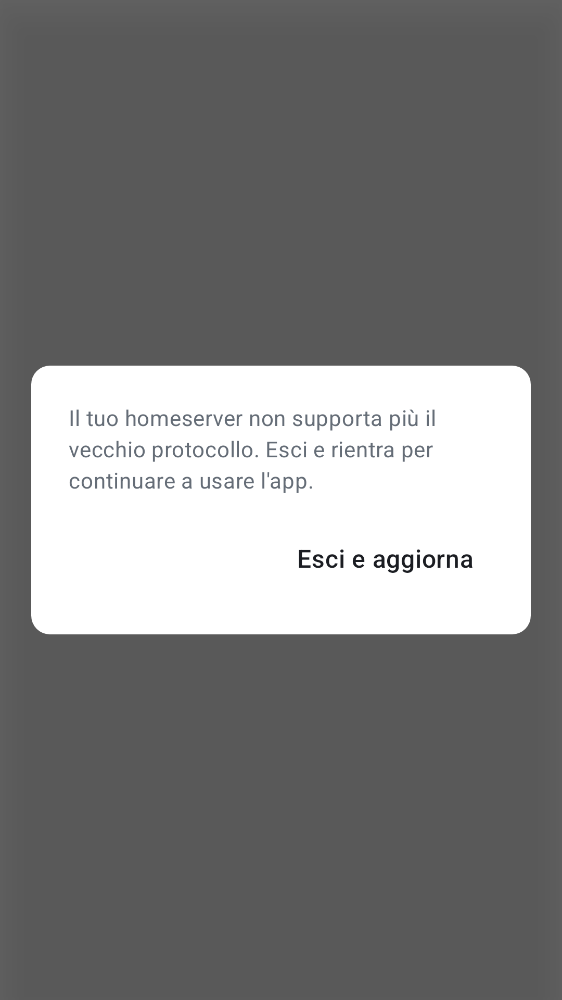 Il tuo homeserver non supporta più il
vecchio protocollo. Esci e rientra per
continuare a usare l'app.
Esci e aggiorna